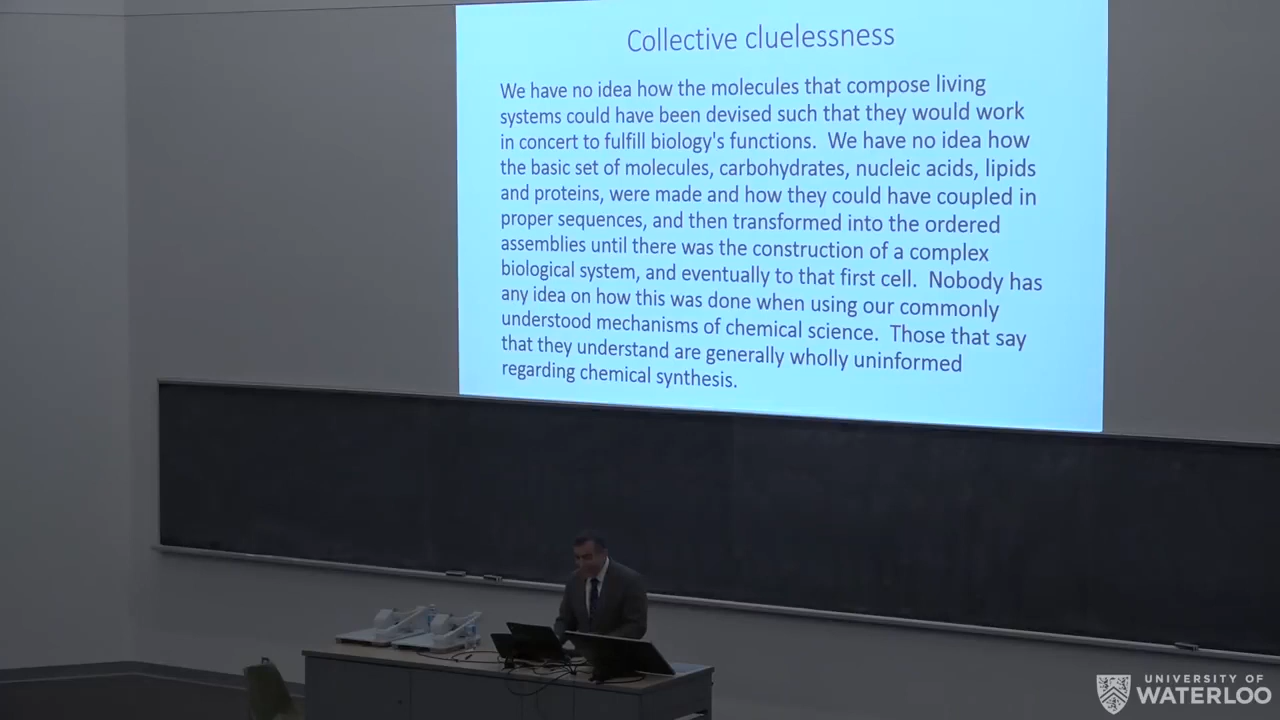 Collective cluelessness
We have no idea how the molecules that compose living
systems could have been devised such that they would work
in concert to fulfill biology's functions.  We have no idea how
the basic set of molecules, carbohydrates, nucleic acids, lipids
and proteins, were made and how they could have coupled in
proper sequences, and then transformed into the ordered
assemblies until there was the construction of a complex
biological system, and eventually to that first cell.  Nobody has
any idea on how this was done when using our commonly
understood mechanisms of chemical science.  Those that say
that they understand are generally wholly uninformed
regarding chemical synthesis.
UNIVERSITY OF
WATERLOO